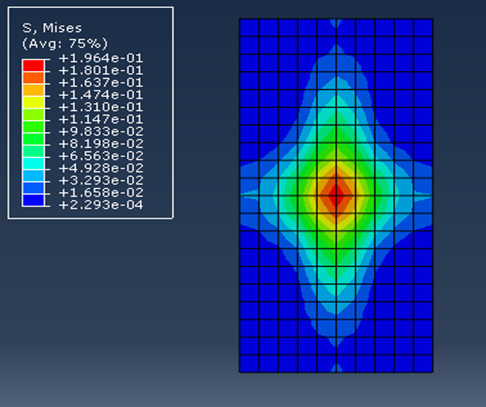 S, Mises
(Avg: 75%)
+1.964e-01
+1.801e-01
+1.637e-01
+1.474e-01
+1.310e-01
+1.147e-01
+9.833e-02
+8.198e-02
+6.563e-02
+4.928e-02
+3.293e-02
+1.658e-02
+2.293e-04